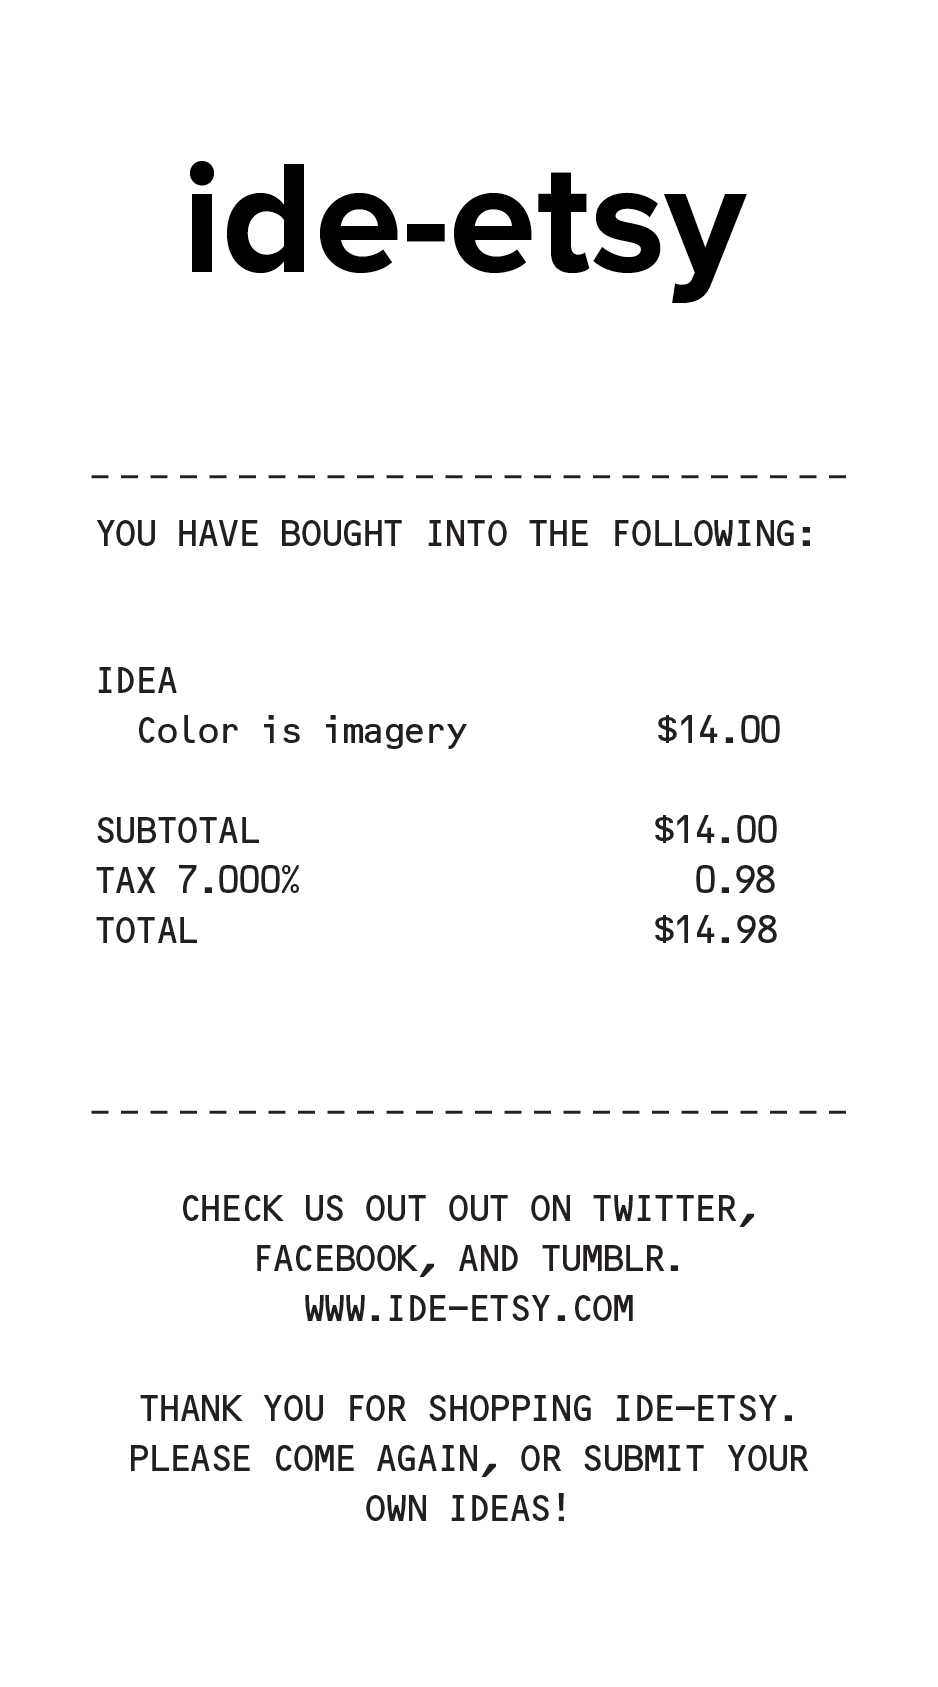 ide-etsy
YOU HAVE BOUGHT INTO THE FOLLOWING:
IDEA
Color is imagery $14.00
SUBTOTAL $14.00
TAX 7.000% 0.98
TOTAL $14.98
CHECK US OUT OUT ON TWITTER,
FACEBOOK, AND TUMBLR.
WWW.IDE-ETSY.COM
THANK YOU FOR SHOPPING IDE-ETSY.
PLEASE COME AGAIN, OR SUBMIT YOUR
OWN IDEAS!